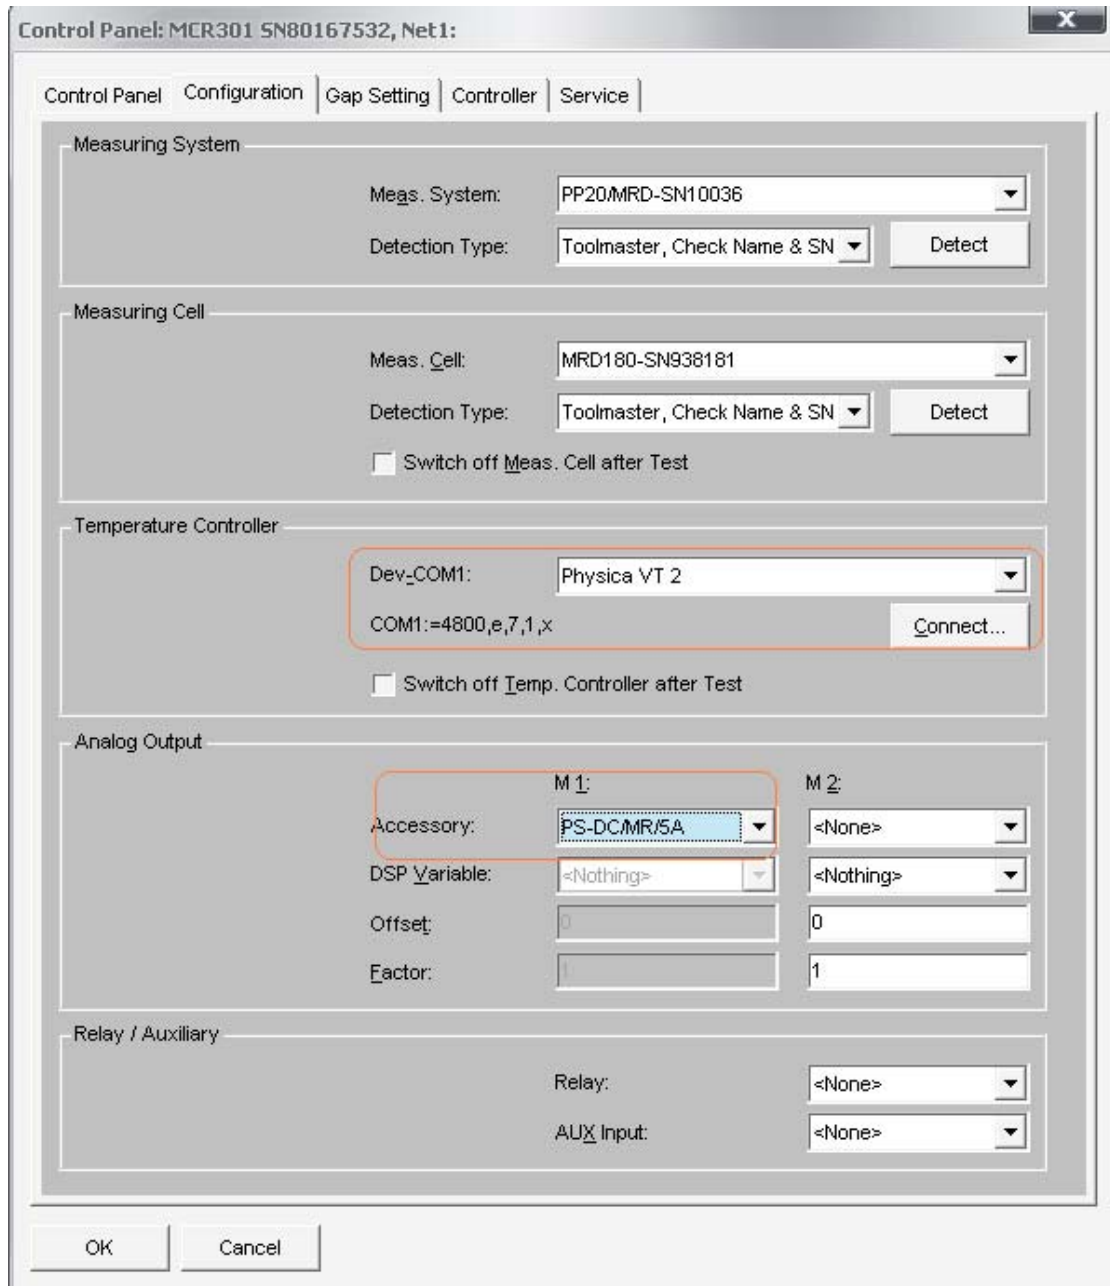 Control Panel: MCR301 SN80167532, Net1:
X
Control Panel Configuration Gap Setting Controller Service
Measuring System
Meas. System: PP20/MRD-SN10036
Detection Type: Toolmaster, Check Name & SN Detect
Measuring Cell
Meas. Cell: MRD180-SN938181
Detection Type: Toolmaster, Check Name & SN Detect
Switch off Meas. Cell after Test
Temperature Controller
Dev-COM1: Physica VT 2
COM1:=4800,e,7,1,x Connect...
Switch off Temp. Controller after Test
Analog Output
M 1: M 2:
Accessory: PS-DC/MR/5A <None>
DSP Variable: <Nothing> <Nothing>
Offset: 0 0
Factor: 1 1
Relay / Auxiliary
Relay: <None>
AUX Input: <None>
OK Cancel